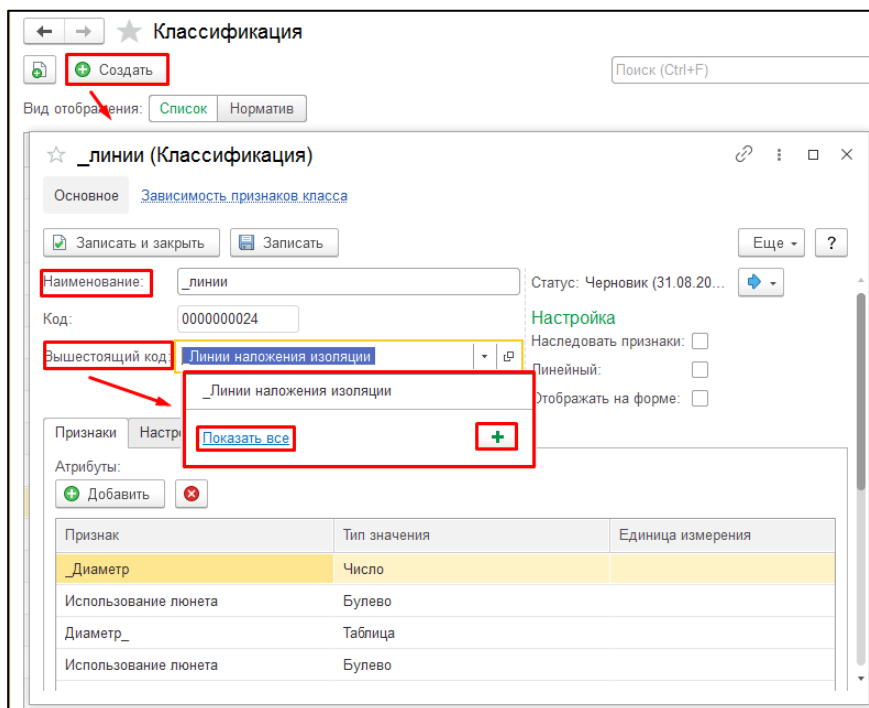 Классификация
Создать
Поиск (Ctrl+F)
Вид отображения: Список Норматив
_линии (Классификация)
Основное Зависимость признаков класса
Записать и закрыть Записать Еще ?
Наименование: _линии Статус: Черновик (31.08.20...
Код: 0000000024 Настройка
Наследовать признаки:
Вышестоящий код: _Линии наложения изоляции
Линейный:
_Линии наложения изоляции
Отображать на форме:
Признаки Настро
Показать все
Атрибуты:
Добавить
Признак Тип значения Единица измерения
_Диаметр Число
Использование люнета Булево
Диаметр_ Таблица
Использование люнета Булево